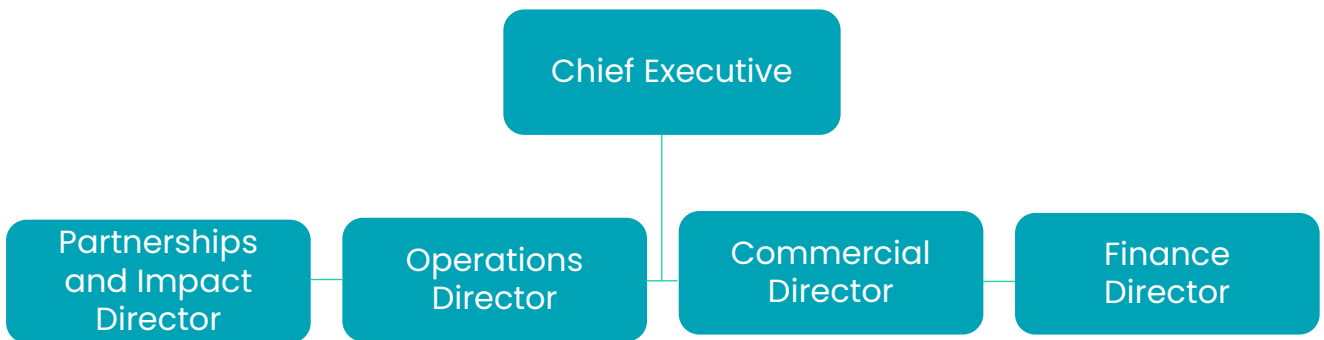 Chief Executive
Partnerships
and Impact
Director
Operations
Director
Commercial
Director
Finance
Director